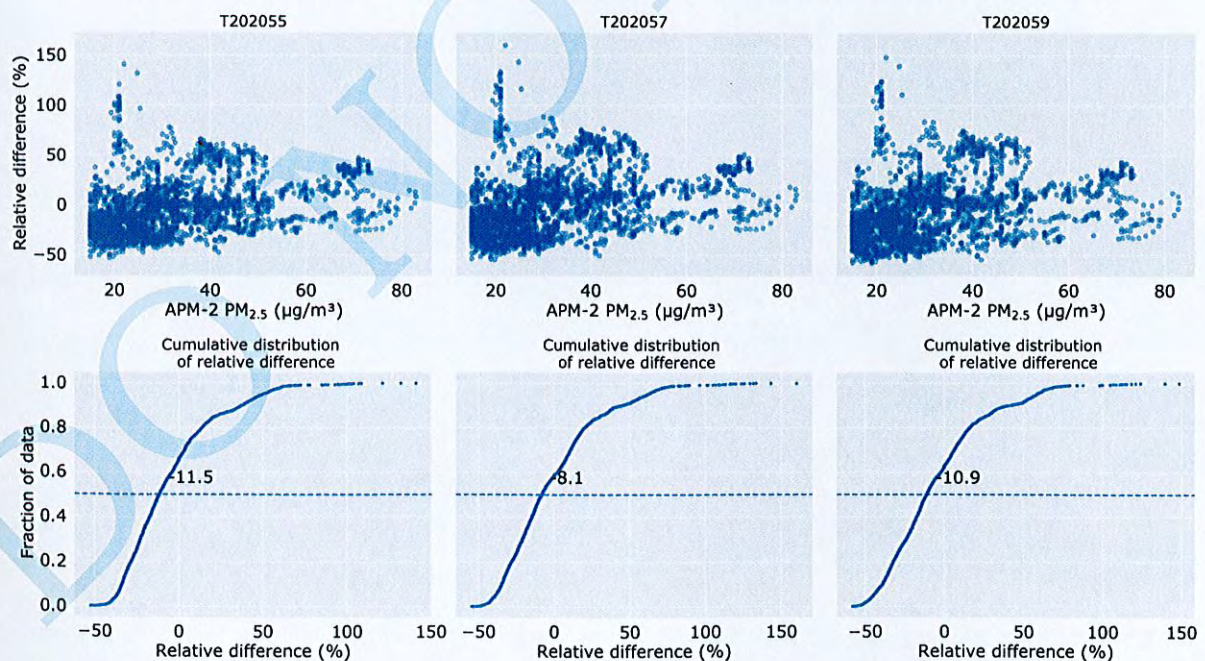 T202055 T202057 T202059
Relative difference (%)
150
100
50
0
−50
20 40 60 80 20 40 60 80 20 40 60 80
APM-2 PM2.5 (µg/m³) APM-2 PM2.5 (µg/m³) APM-2 PM2.5 (µg/m³)
Cumulative distribution Cumulative distribution Cumulative distribution
of relative difference of relative difference of relative difference
Fraction of data
1.0
0.8
0.6
0.4
0.2
0.0
-11.5 -8.1 -10.9
−50 0 50 100 150 −50 0 50 100 150 −50 0 50 100 150
Relative difference (%) Relative difference (%) Relative difference (%)